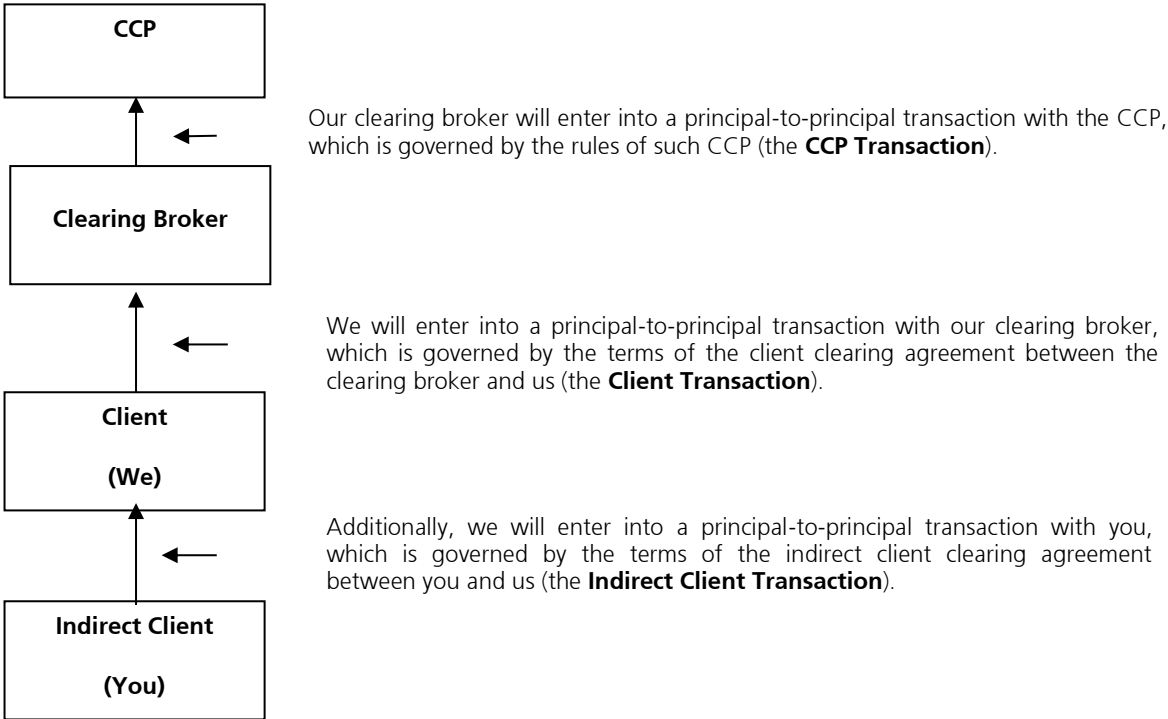 CCP
Our clearing broker will enter into a principal-to-principal transaction with the CCP,
which is governed by the rules of such CCP (the CCP Transaction).
Clearing Broker
We will enter into a principal-to-principal transaction with our clearing broker,
which is governed by the terms of the client clearing agreement between the
clearing broker and us (the Client Transaction).
Client
(We)
Additionally, we will enter into a principal-to-principal transaction with you,
which is governed by the terms of the indirect client clearing agreement
between you and us (the Indirect Client Transaction).
Indirect Client
(You)